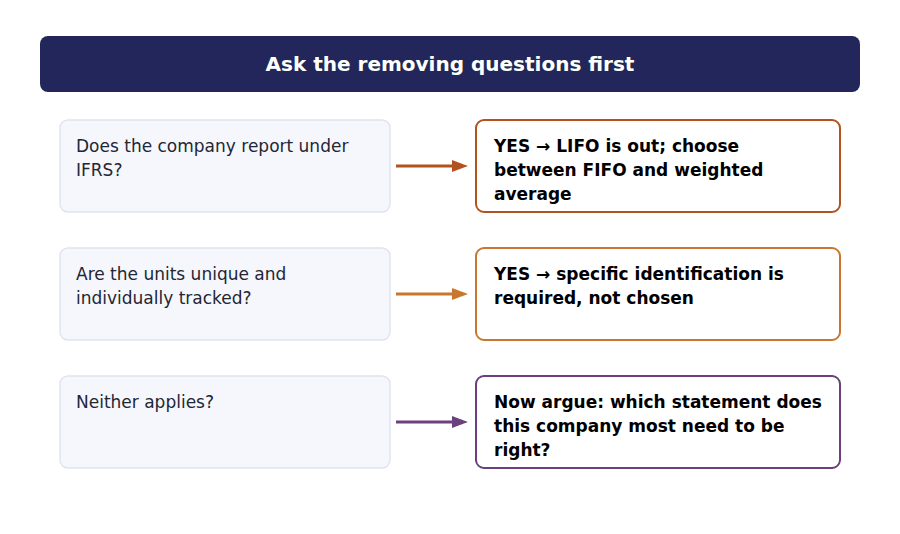 Ask the removing questions first
Does the company report under
IFRS?
YES → LIFO is out; choose
between FIFO and weighted
average
Are the units unique and
individually tracked?
YES → specific identification is
required, not chosen
Neither applies?
Now argue: which statement does
this company most need to be
right?